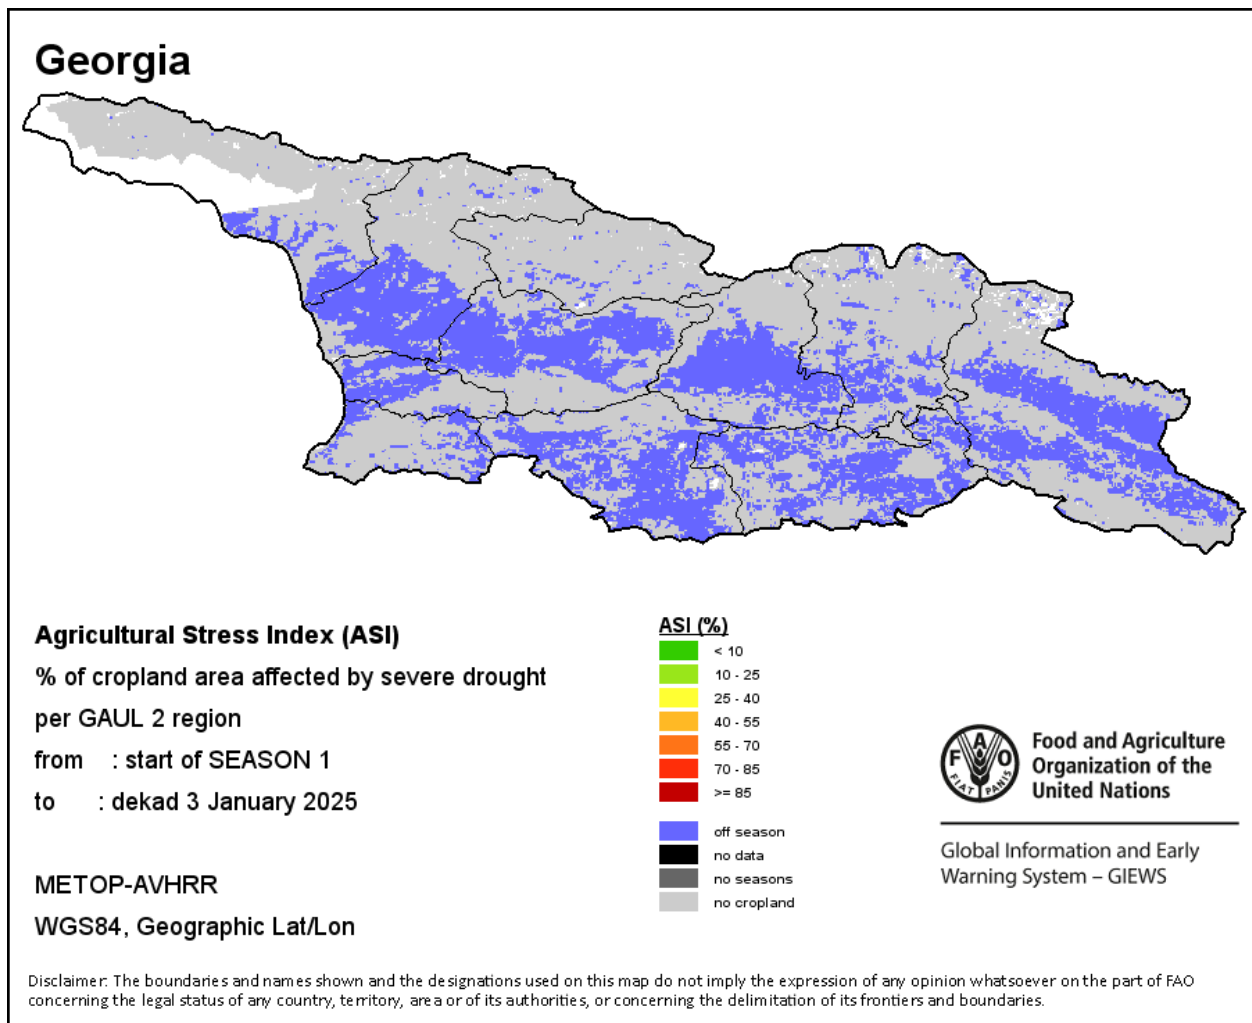 Georgia
Agricultural Stress Index (ASI)
% of cropland area affected by severe drought
per GAUL 2 region
from : start of SEASON 1
to : dekad 3 January 2025
METOP-AVHRR
WGS84, Geographic Lat/Lon
ASI (%)
< 10
10 - 25
25 - 40
40 - 55
55 - 70
70 - 85
>= 85
off season
no data
no seasons
no cropland
F A O
FIAT PANIS
Food and Agriculture
Organization of the
United Nations
Global Information and Early
Warning System – GIEWS
Disclaimer: The boundaries and names shown and the designations used on this map do not imply the expression of any opinion whatsoever on the part of FAO
concerning the legal status of any country, territory, area or of its authorities, or concerning the delimitation of its frontiers and boundaries.